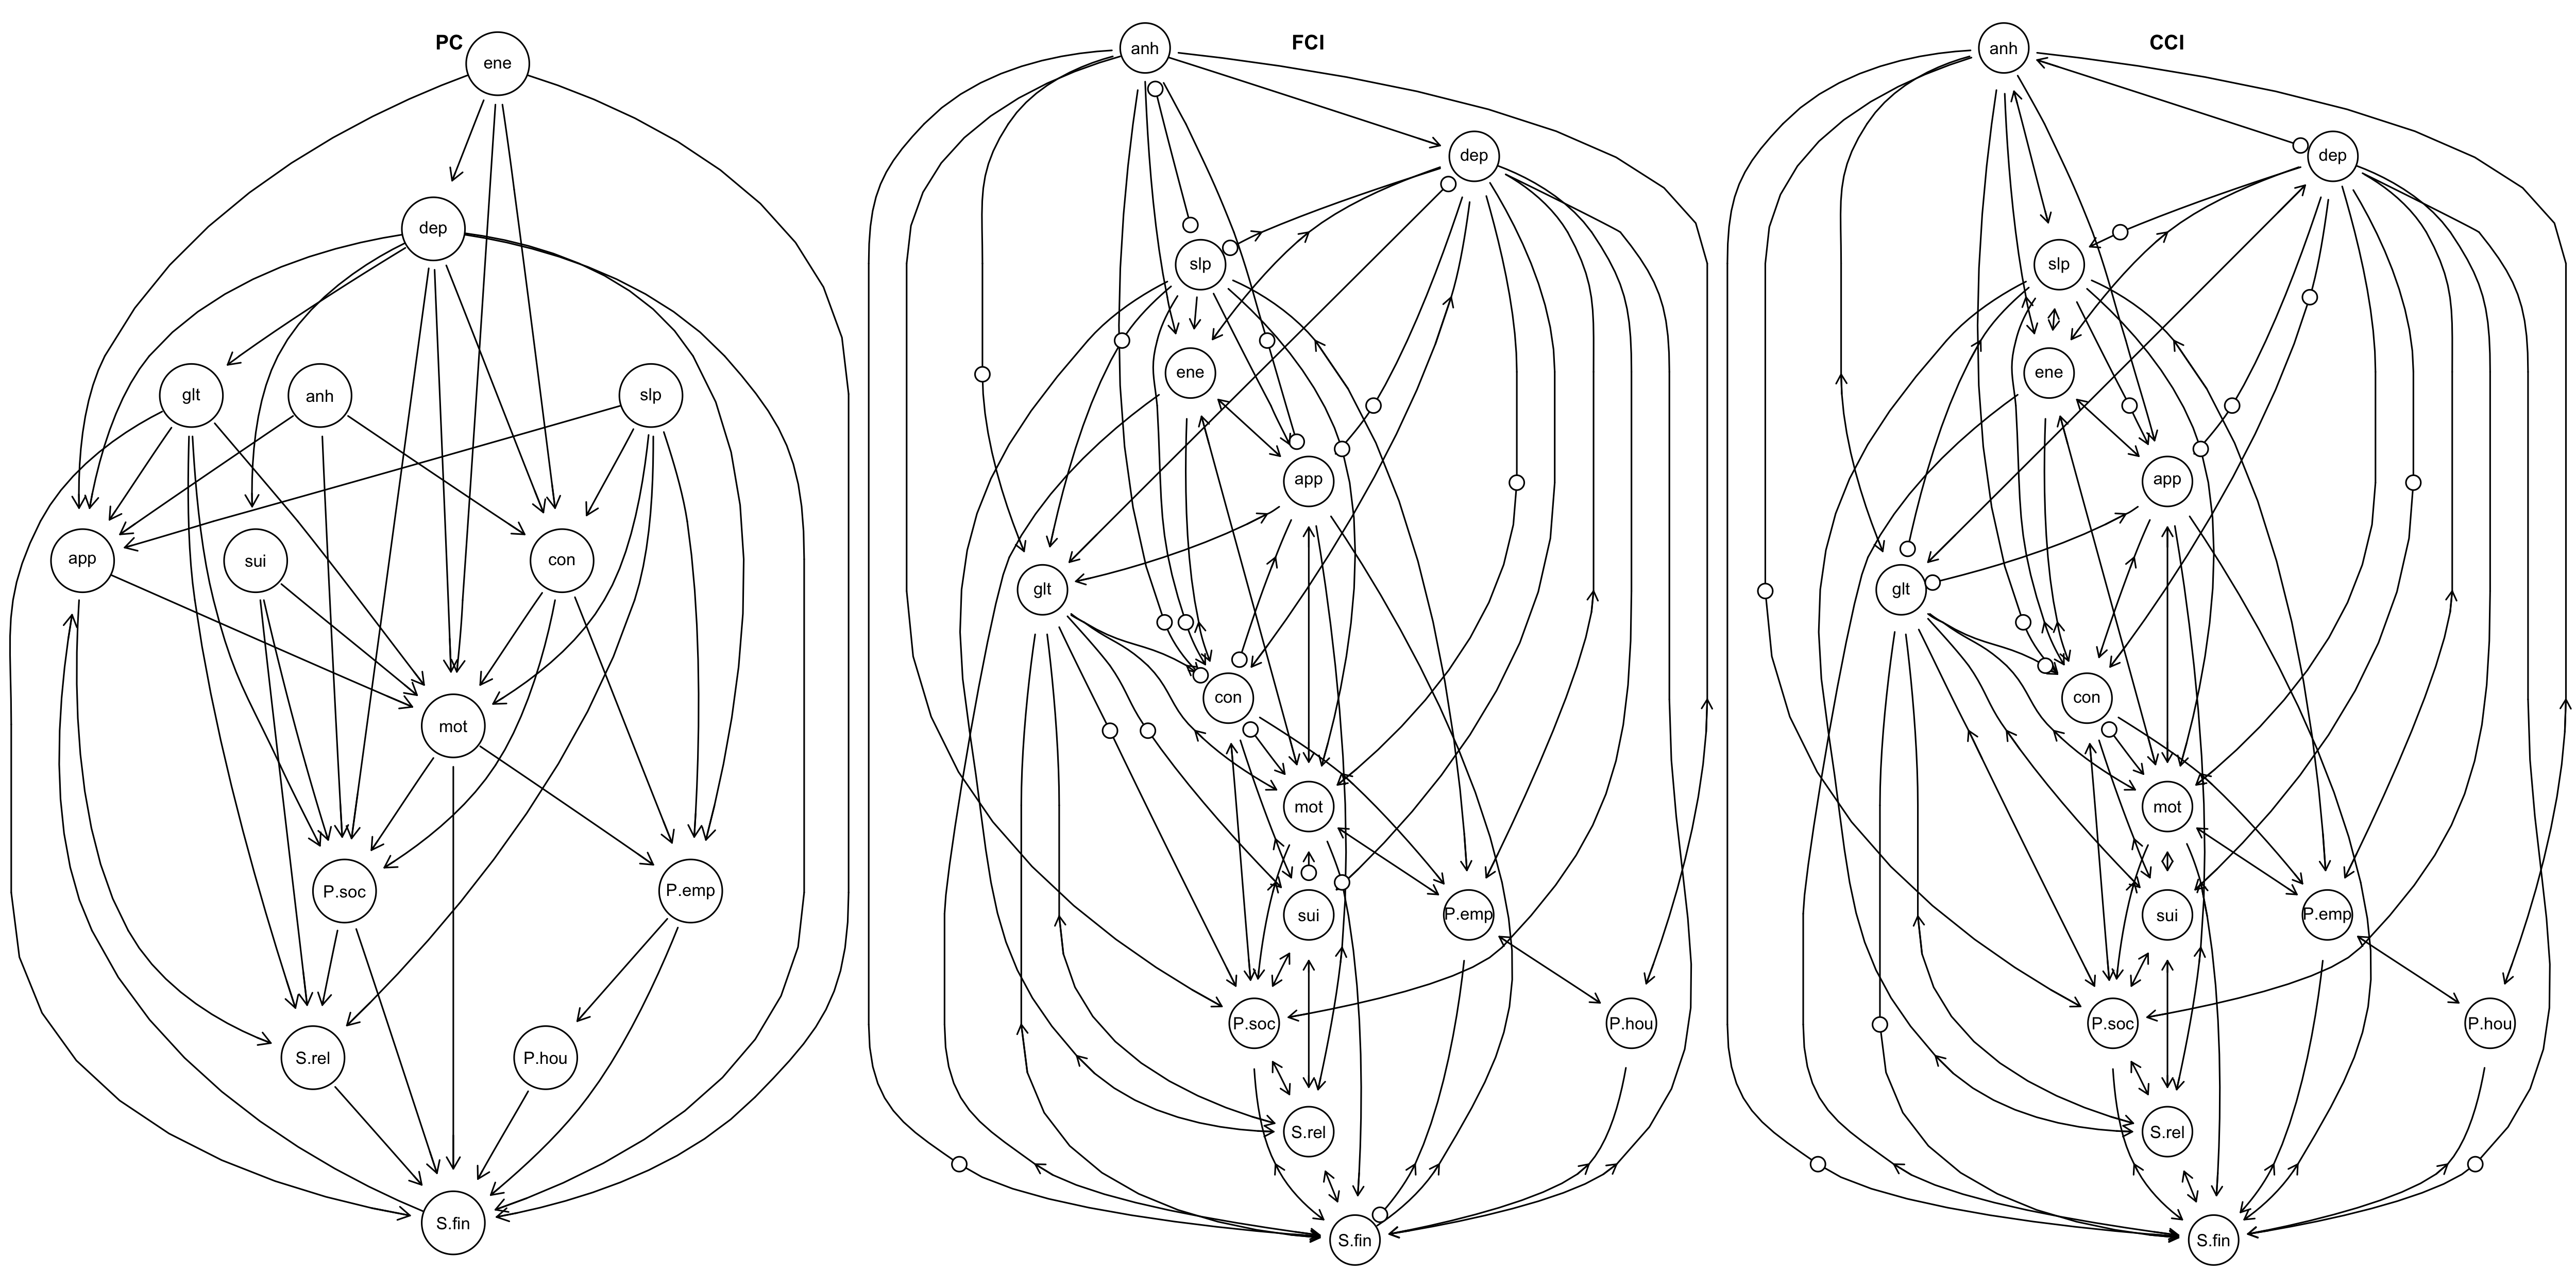 PC
ene
dep
glt
anh
slp
app
sui
con
mot
P.soc
P.emp
S.rel
P.hou
S.fin
FCI
anh
dep
slp
ene
app
glt
con
mot
sui
P.emp
P.soc
P.hou
S.rel
S.fin
CCI
anh
dep
slp
ene
app
glt
con
mot
sui
P.emp
P.soc
P.hou
S.rel
S.fin